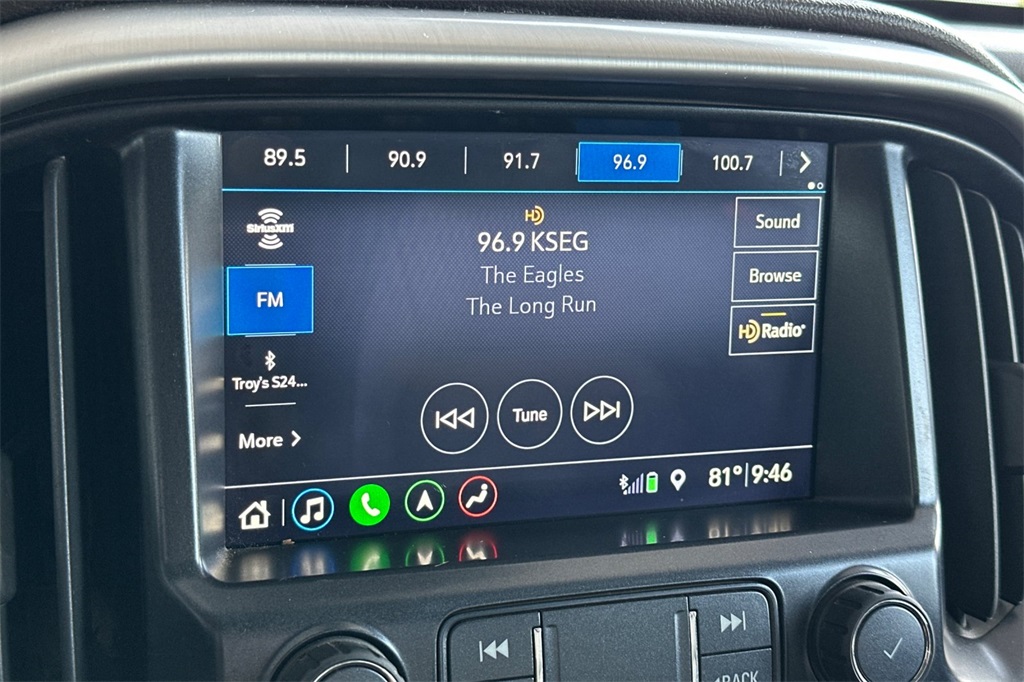 89.5 90.9 91.7 96.9 100.7
SiriusXM
HD
96.9 KSEG
Sound
The Eagles
Browse
FM
The Long Run
HD Radio
Troy's S24...
Tune
More
81° 9:46
BACK